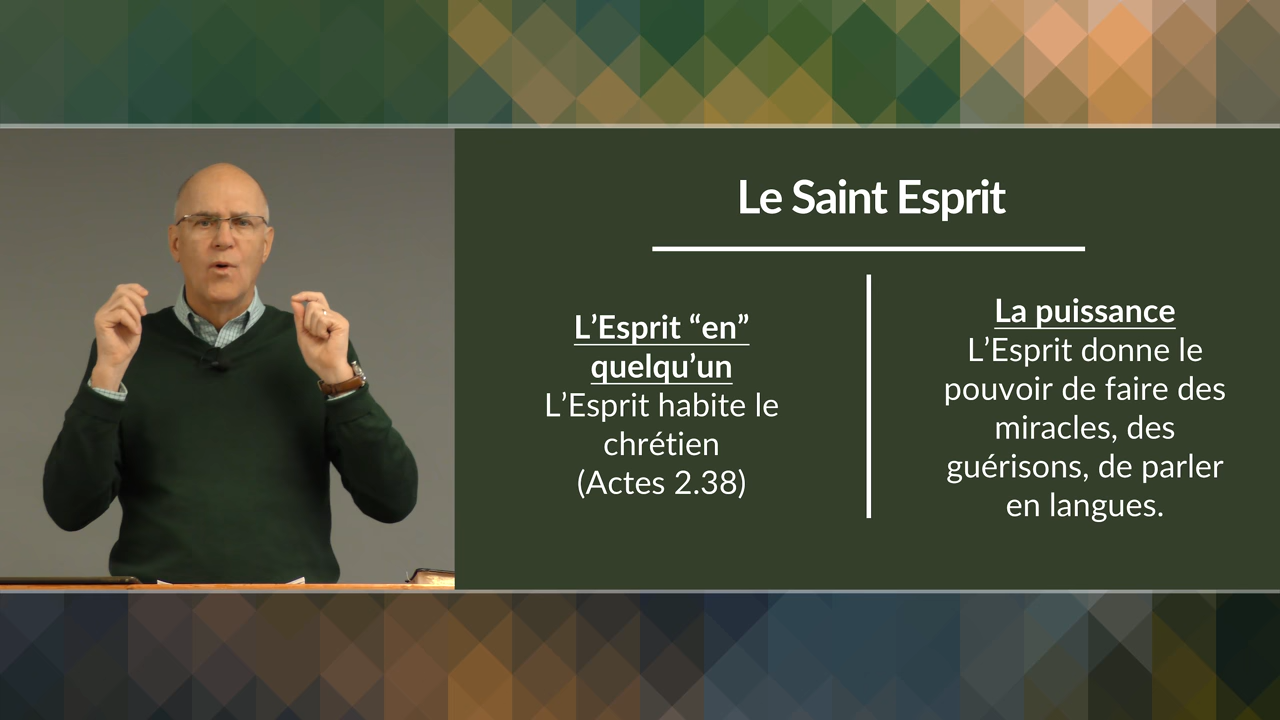 Le Saint Esprit
L’Esprit “en”
quelqu’un
L’Esprit habite le
chrétien
(Actes 2.38)
La puissance
L’Esprit donne le
pouvoir de faire des
miracles, des
guérisons, de parler
en langues.